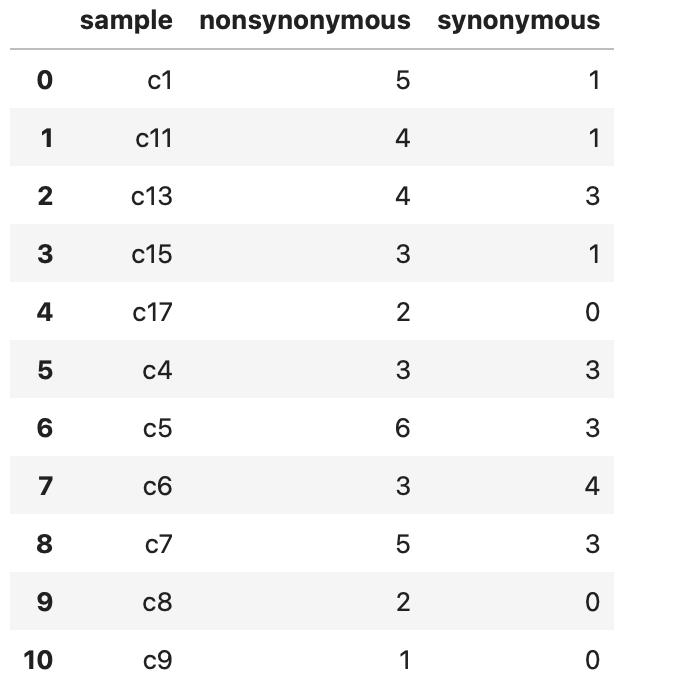 sample nonsynonymous synonymous
0 c1 5 1
1 c11 4 1
2 c13 4 3
3 c15 3 1
4 c17 2 0
5 c4 3 3
6 c5 6 3
7 c6 3 4
8 c7 5 3
9 c8 2 0
10 c9 1 0